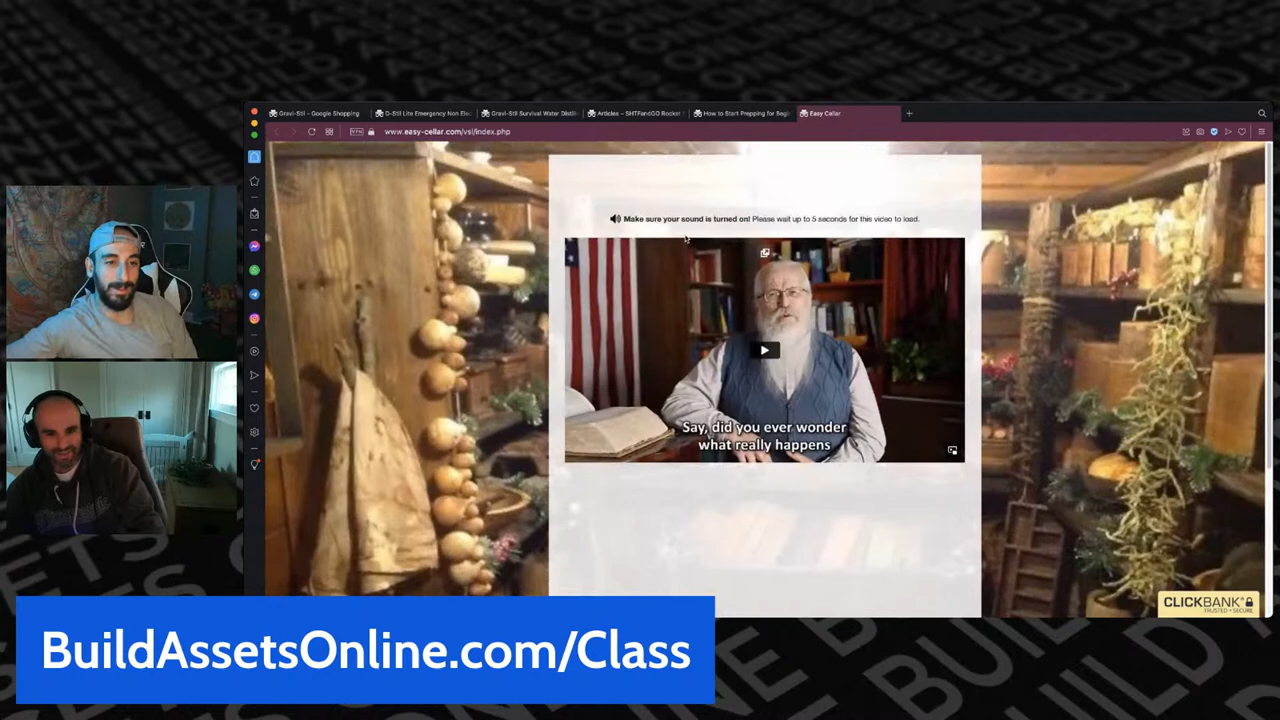 Gravi-Stil - Google Shopping
D-Stil Lite Emergency Non Elec
Gravi-Stil Survival Water Distill
Articles – SHTFandGO Rocket S
How to Start Prepping for Begi
Easy Cellar
VPN
www.easy-cellar.com/vsl/index.php
Make sure your sound is turned on! Please wait up to 5 seconds for this video to load.
Say, did you ever wonder
what really happens
CLICKBANK
TRUSTED • SECURE
BuildAssetsOnline.com/Class